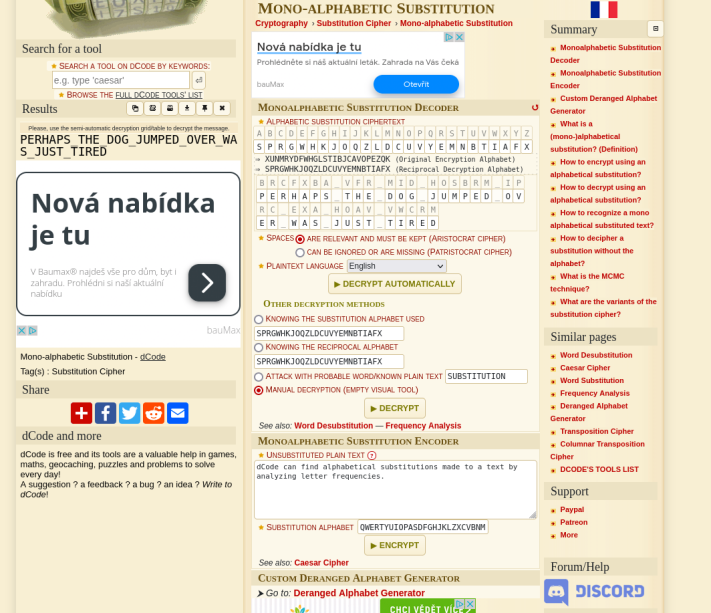 Search for a tool
★ Search a tool on dCode by keywords:
e.g. type 'caesar'
★ Browse the full dCode tools' list
Results
Please, use the semi-automatic decryption grid/table to decrypt the message.
PERHAPS_THE_DOG_JUMPED_OVER_WA
S_JUST_TIRED
Nová nabídka
je tu
V Baumax® najdeš vše pro dům, byt i
zahradu. Prohlédni si naší aktuální
nabídku
bauMax
Mono-alphabetic Substitution - dCode
Tag(s) : Substitution Cipher
Share
dCode and more
dCode is free and its tools are a valuable help in games,
maths, geocaching, puzzles and problems to solve
every day!
A suggestion ? a feedback ? a bug ? an idea ? Write to
dCode!
Mono-alphabetic Substitution
Cryptography › Substitution Cipher › Mono-alphabetic Substitution
Nová nabídka je tu
Prohlédněte si náš aktuální leták. Zahrada na Vás čeká
bauMax
Otevřít
Monoalphabetic Substitution Decoder
★ Alphabetic substitution ciphertext
A B C D E F G H I J K L M N O P Q R S T U V W X Y Z
S P R G W H K J O Q Z L D C U V Y E M N B T I A F X
⇒ XUNMRYDFWHGLSTIBJCAVOPEZQK (Original Encryption Alphabet)
⇒ SPRGWHKJOQZLDCUVYEMNBTIAFX (Reciprocal Decryption Alphabet)
B R C F X B A _ V F R _ M I D _ H O S B R M _ I P
P E R H A P S _ T H E _ D O G _ J U M P E D _ O V
R C _ E X A _ H O A V _ V W C R M
E R _ W A S _ J U S T _ T I R E D
★ Spaces are relevant and must be kept (Aristocrat cipher)
can be ignored or are missing (Patristocrat cipher)
★ Plaintext language English
▶ DECRYPT AUTOMATICALLY
Other decryption methods
Knowing the substitution alphabet used
SPRGWHKJOQZLDCUVYEMNBTIAFX
Knowing the reciprocal alphabet
SPRGWHKJOQZLDCUVYEMNBTIAFX
Attack with probable word/known plain text SUBSTITUTION
Manual decryption (empty visual tool)
▶ DECRYPT
See also: Word Desubstitution — Frequency Analysis
Monoalphabetic Substitution Encoder
★ Unsubstituted plain text ?
dCode can find alphabetical substitutions made to a text by
analyzing letter frequencies.
★ Substitution alphabet QWERTYUIOPASDFGHJKLZXCVBNM
▶ ENCRYPT
See also: Caesar Cipher
Custom Deranged Alphabet Generator
➤ Go to: Deranged Alphabet Generator
CHCI VĚDĚT VÍCE
Summary
Monoalphabetic Substitution
Decoder
Monoalphabetic Substitution
Encoder
Custom Deranged Alphabet
Generator
What is a
(mono-)alphabetical
substitution? (Definition)
How to encrypt using an
alphabetical substitution?
How to decrypt using an
alphabetical substitution?
How to recognize a mono
alphabetical substituted text?
How to decipher a
substitution without the
alphabet?
What is the MCMC
technique?
What are the variants of the
substitution cipher?
Similar pages
Word Desubstitution
Caesar Cipher
Word Substitution
Frequency Analysis
Deranged Alphabet
Generator
Transposition Cipher
Columnar Transposition
Cipher
DCODE'S TOOLS LIST
Support
Paypal
Patreon
More
Forum/Help
DISCORD